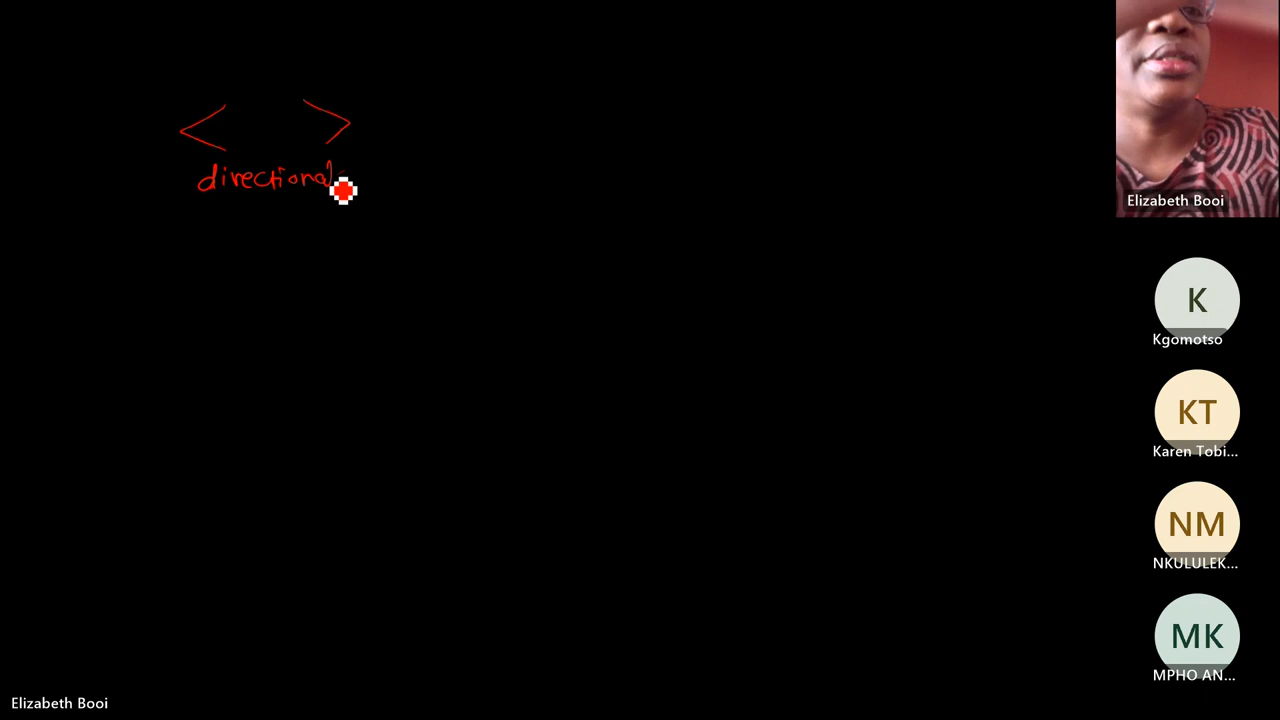 < >
directional
Elizabeth Booi
K
Kgomotso
KT
Karen Tobi...
NM
NKULULEK...
MK
MPHO AN...
Elizabeth Booi